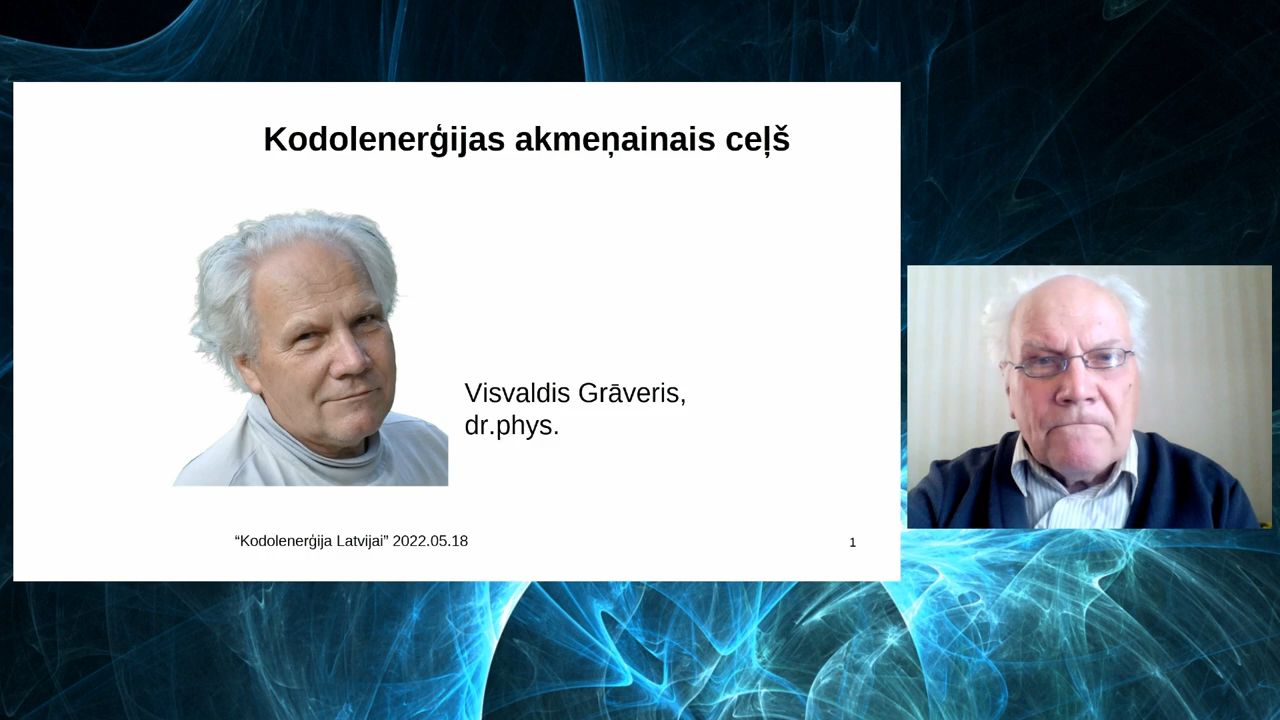 Kodolenerģijas akmeņainais ceļš
Visvaldis Grāveris,
dr.phys.
“Kodolenerģija Latvijai” 2022.05.18
1